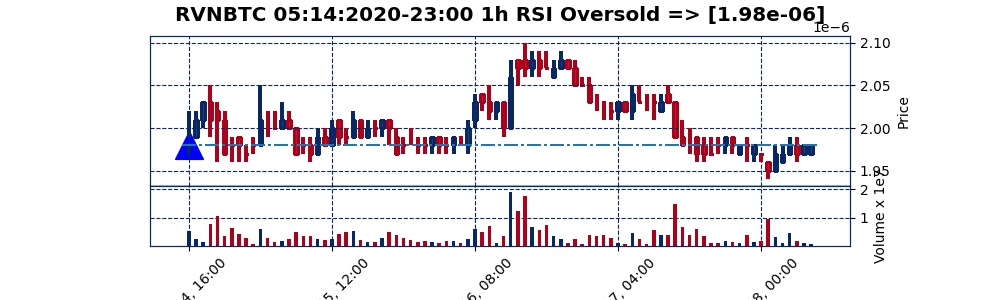 RVNBTC 05:14:2020-23:00 1h RSI Oversold => [1.98e-06]
1e−6
2.10
2.05
2.00
1.95
Price
2
1
Volume x 1e7
4, 16:00
5, 12:00
6, 08:00
7, 04:00
8, 00:00